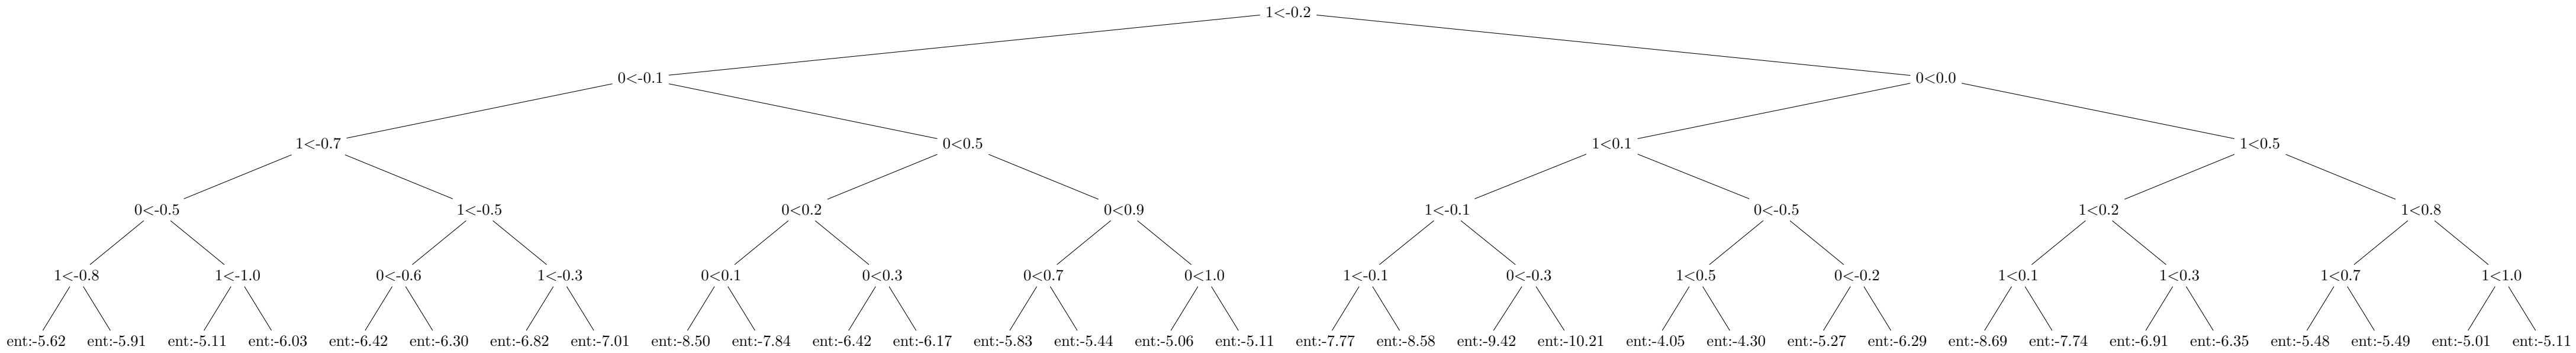 1<-0.2
0<-0.1 0<0.0
1<-0.7 0<0.5 1<0.1 1<0.5
0<-0.5 1<-0.5 0<0.2 0<0.9 1<-0.1 0<-0.5 1<0.2 1<0.8
1<-0.8 1<-1.0 0<-0.6 1<-0.3 0<0.1 0<0.3 0<0.7 0<1.0 1<-0.1 0<-0.3 1<0.5 0<-0.2 1<0.1 1<0.3 1<0.7 1<1.0
ent:-5.62 ent:-5.91 ent:-5.11 ent:-6.03 ent:-6.42 ent:-6.30 ent:-6.82 ent:-7.01 ent:-8.50 ent:-7.84 ent:-6.42 ent:-6.17 ent:-5.83 ent:-5.44 ent:-5.06 ent:-5.11 ent:-7.77 ent:-8.58 ent:-9.42 ent:-10.21 ent:-4.05 ent:-4.30 ent:-5.27 ent:-6.29 ent:-8.69 ent:-7.74 ent:-6.91 ent:-6.35 ent:-5.48 ent:-5.49 ent:-5.01 ent:-5.11